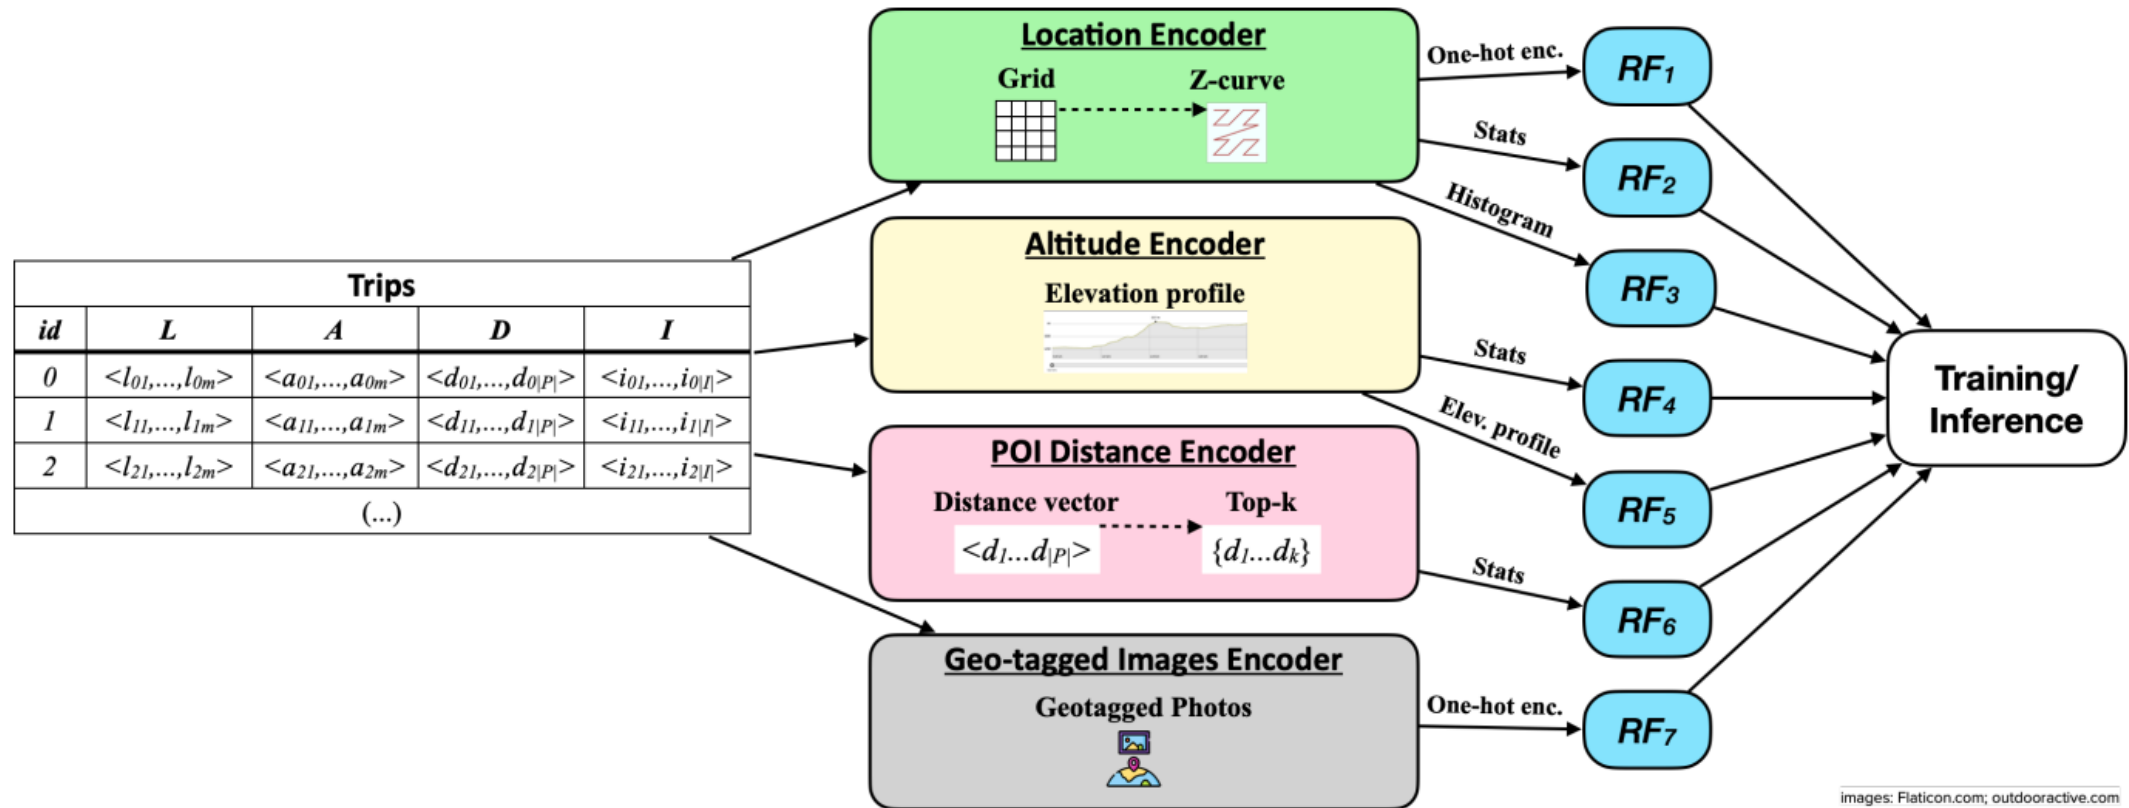 Trips
id L A D I
0 <l01,...,l0m> <a01,...,a0m> <d01,...,d0|P|> <i01,...,i0|I|>
1 <l11,...,l1m> <a11,...,a1m> <d11,...,d1|P|> <i11,...,i1|I|>
2 <l21,...,l2m> <a21,...,a2m> <d21,...,d2|P|> <i21,...,i2|I|>
(...)
Location Encoder
Grid
Z-curve
Altitude Encoder
Elevation profile
POI Distance Encoder
Distance vector
Top-k
<d1...d|P|>
{d1...dk}
Geo-tagged Images Encoder
Geotagged Photos
One-hot enc.
Stats
Histogram
Stats
Elev. profile
Stats
One-hot enc.
RF1
RF2
RF3
RF4
RF5
RF6
RF7
Training/
Inference
images: Flaticon.com; outdooractive.com